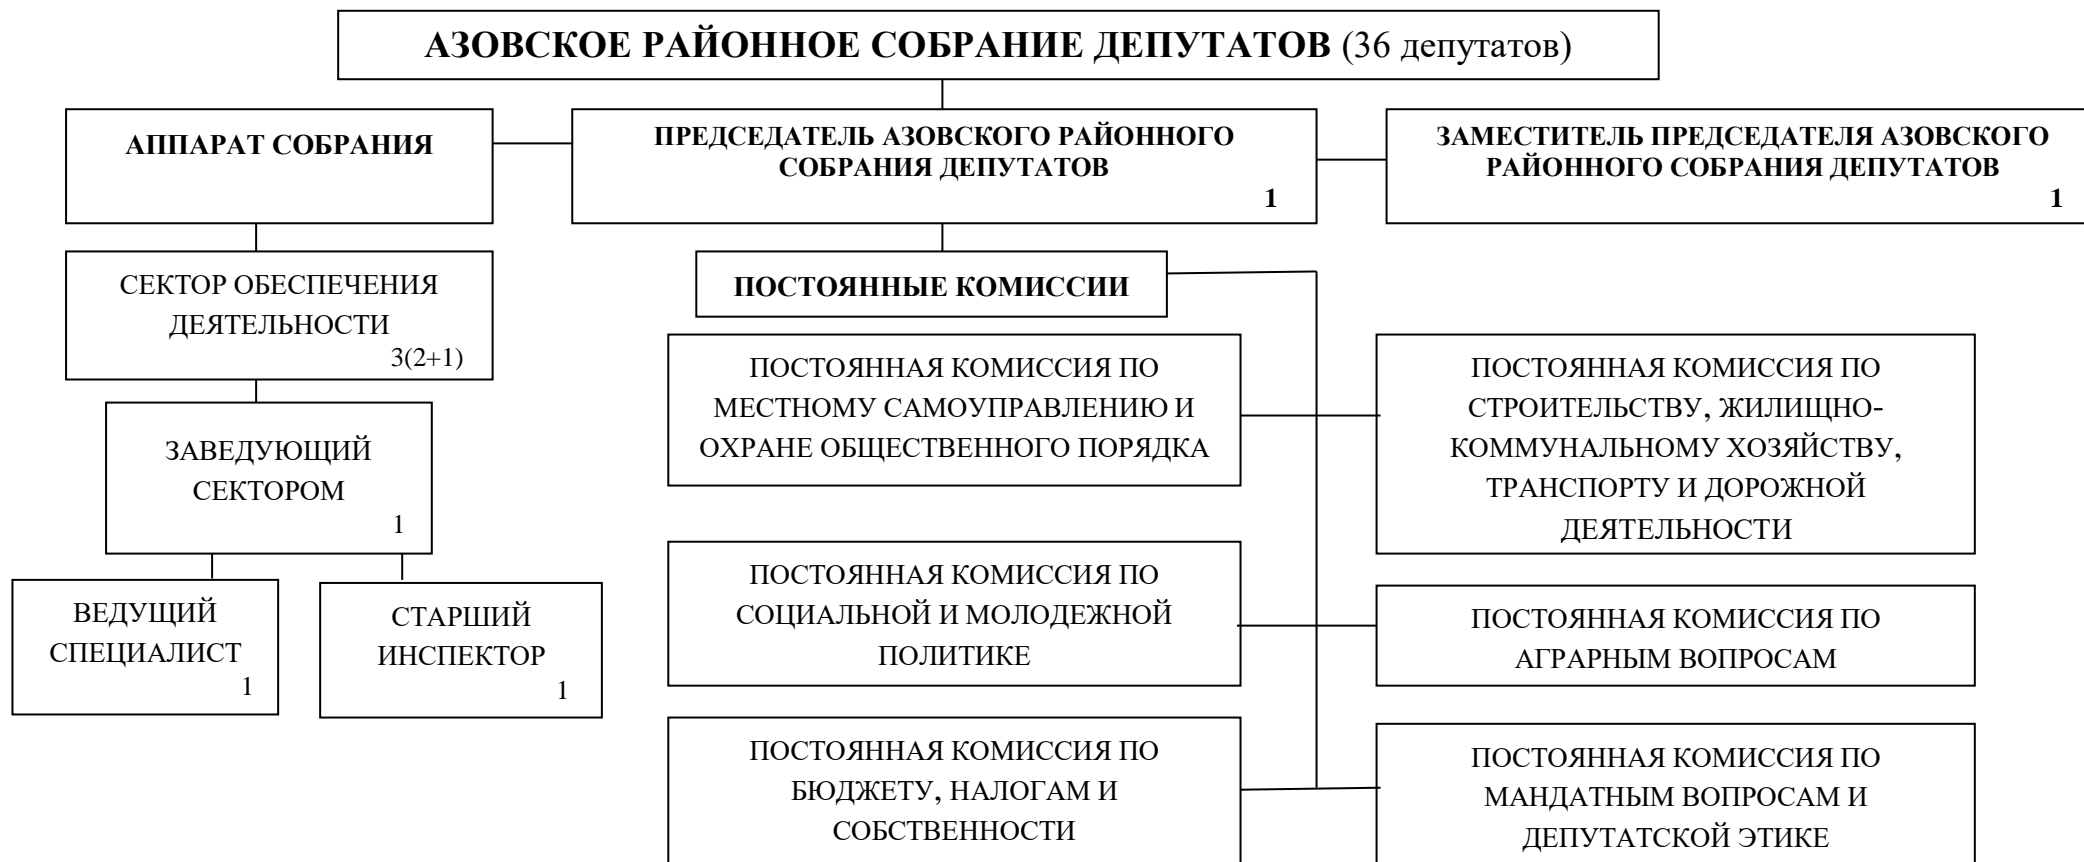 АЗОВСКОЕ РАЙОННОЕ СОБРАНИЕ ДЕПУТАТОВ (36 депутатов)
АППАРАТ СОБРАНИЯ
ПРЕДСЕДАТЕЛЬ АЗОВСКОГО РАЙОННОГО
СОБРАНИЯ ДЕПУТАТОВ
1
ЗАМЕСТИТЕЛЬ ПРЕДСЕДАТЕЛЯ АЗОВСКОГО
РАЙОННОГО СОБРАНИЯ ДЕПУТАТОВ
1
СЕКТОР ОБЕСПЕЧЕНИЯ
ДЕЯТЕЛЬНОСТИ
3(2+1)
ЗАВЕДУЮЩИЙ
СЕКТОРОМ
1
ВЕДУЩИЙ
СПЕЦИАЛИСТ
1
СТАРШИЙ
ИНСПЕКТОР
1
ПОСТОЯННЫЕ КОМИССИИ
ПОСТОЯННАЯ КОМИССИЯ ПО
МЕСТНОМУ САМОУПРАВЛЕНИЮ И
ОХРАНЕ ОБЩЕСТВЕННОГО ПОРЯДКА
ПОСТОЯННАЯ КОМИССИЯ ПО
СТРОИТЕЛЬСТВУ, ЖИЛИЩНО-
КОММУНАЛЬНОМУ ХОЗЯЙСТВУ,
ТРАНСПОРТУ И ДОРОЖНОЙ
ДЕЯТЕЛЬНОСТИ
ПОСТОЯННАЯ КОМИССИЯ ПО
СОЦИАЛЬНОЙ И МОЛОДЕЖНОЙ
ПОЛИТИКЕ
ПОСТОЯННАЯ КОМИССИЯ ПО
АГРАРНЫМ ВОПРОСАМ
ПОСТОЯННАЯ КОМИССИЯ ПО
БЮДЖЕТУ, НАЛОГАМ И
СОБСТВЕННОСТИ
ПОСТОЯННАЯ КОМИССИЯ ПО
МАНДАТНЫМ ВОПРОСАМ И
ДЕПУТАТСКОЙ ЭТИКЕ